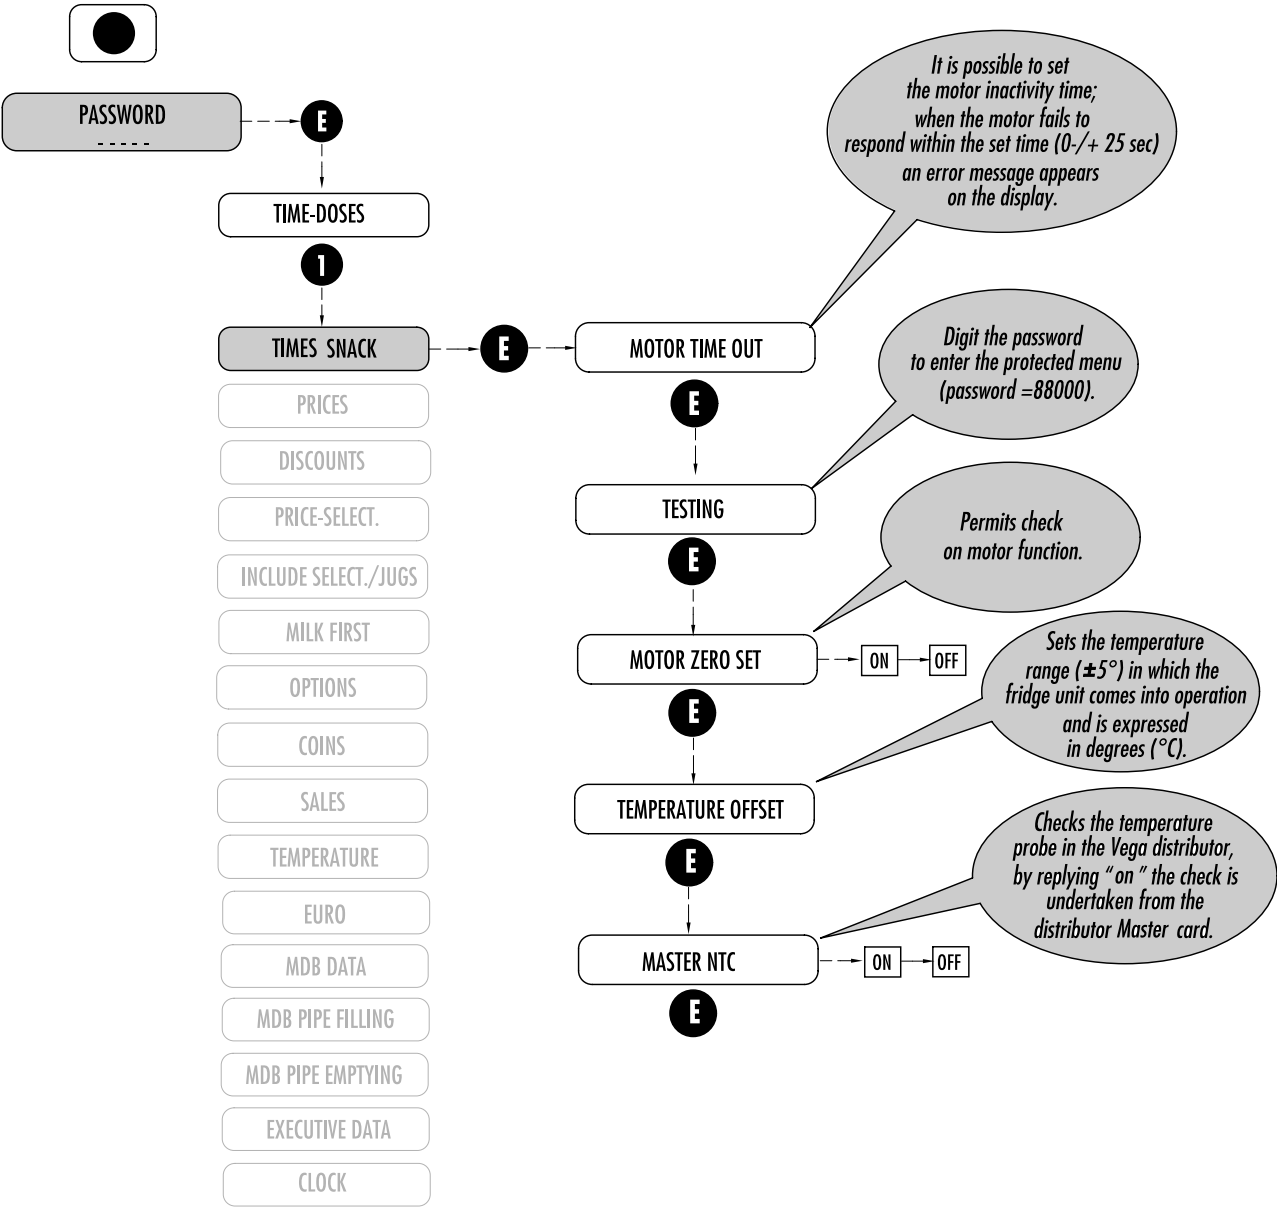 PASSWORD
- - - - -
E
TIME-DOSES
1
TIMES SNACK
E
PRICES
DISCOUNTS
PRICE-SELECT.
INCLUDE SELECT./JUGS
MILK FIRST
OPTIONS
COINS
SALES
TEMPERATURE
EURO
MDB DATA
MDB PIPE FILLING
MDB PIPE EMPTYING
EXECUTIVE DATA
CLOCK
MOTOR TIME OUT
It is possible to set
the motor inactivity time;
when the motor fails to
respond within the set time (0-/+ 25 sec)
an error message appears
on the display.
E
TESTING
Digit the password
to enter the protected menu
(password =88000).
E
MOTOR ZERO SET
ON
OFF
Permits check
on motor function.
E
TEMPERATURE OFFSET
Sets the temperature
range (±5°) in which the
fridge unit comes into operation
and is expressed
in degrees (°C).
E
MASTER NTC
ON
OFF
Checks the temperature
probe in the Vega distributor,
by replying “on” the check is
undertaken from the
distributor Master card.
E